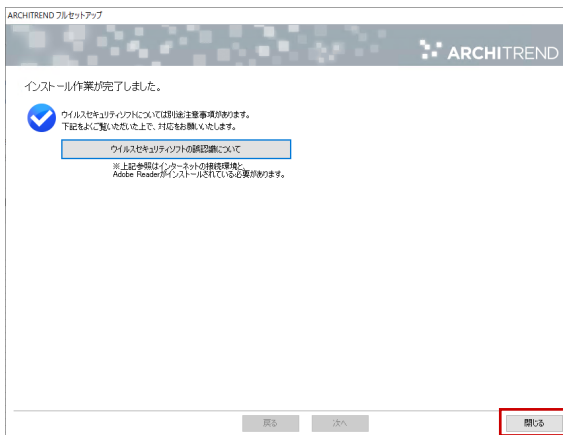 ARCHITREND フルセットアップ
ARCHITREND
インストール作業が完了しました。
ウイルスセキュリティソフトについては別途注意事項があります。
下記をよくご覧いただいた上で、対応をお願いいたします。
ウイルスセキュリティソフトの誤認識について
※上記参照はインターネットの接続環境と、
Adobe Readerがインストールされている必要があります。
戻る
次へ
閉じる